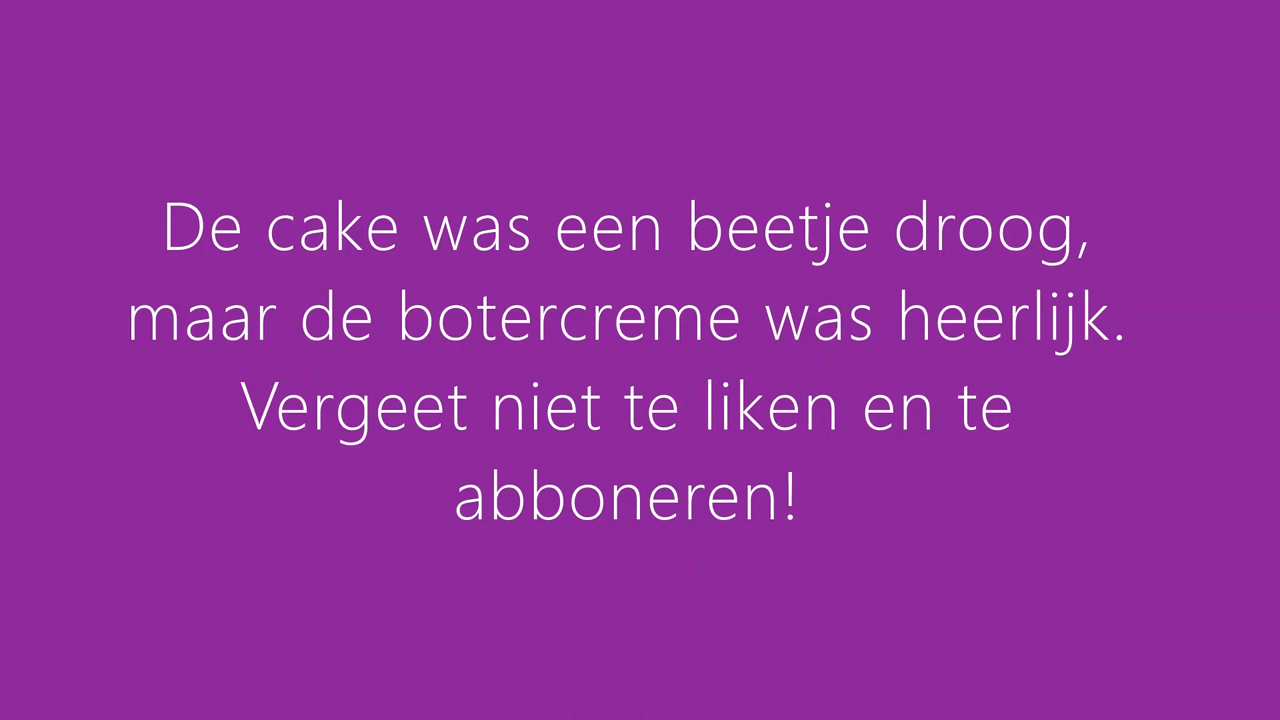 De cake was een beetje droog,
maar de botercreme was heerlijk.
Vergeet niet te liken en te
abboneren!